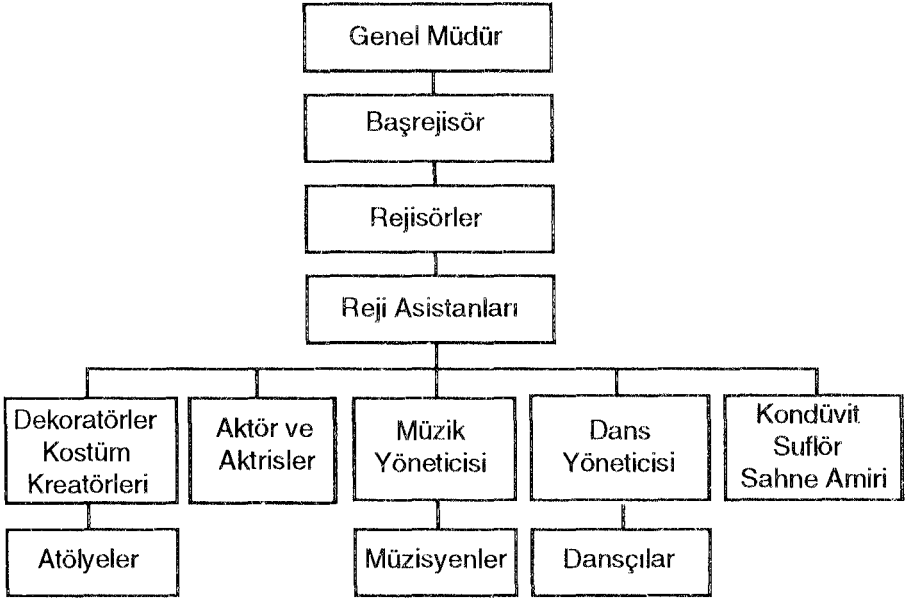 Genel Müdür
Başrejisör
Rejisörler
Reji Asistanları
Dekoratörler
Kostüm
Kreatörleri
Aktör ve
Aktrisler
Müzik
Yöneticisi
Dans
Yöneticisi
Kondüvit
Suflör
Sahne Amiri
Atölyeler
Müzisyenler
Dansçılar